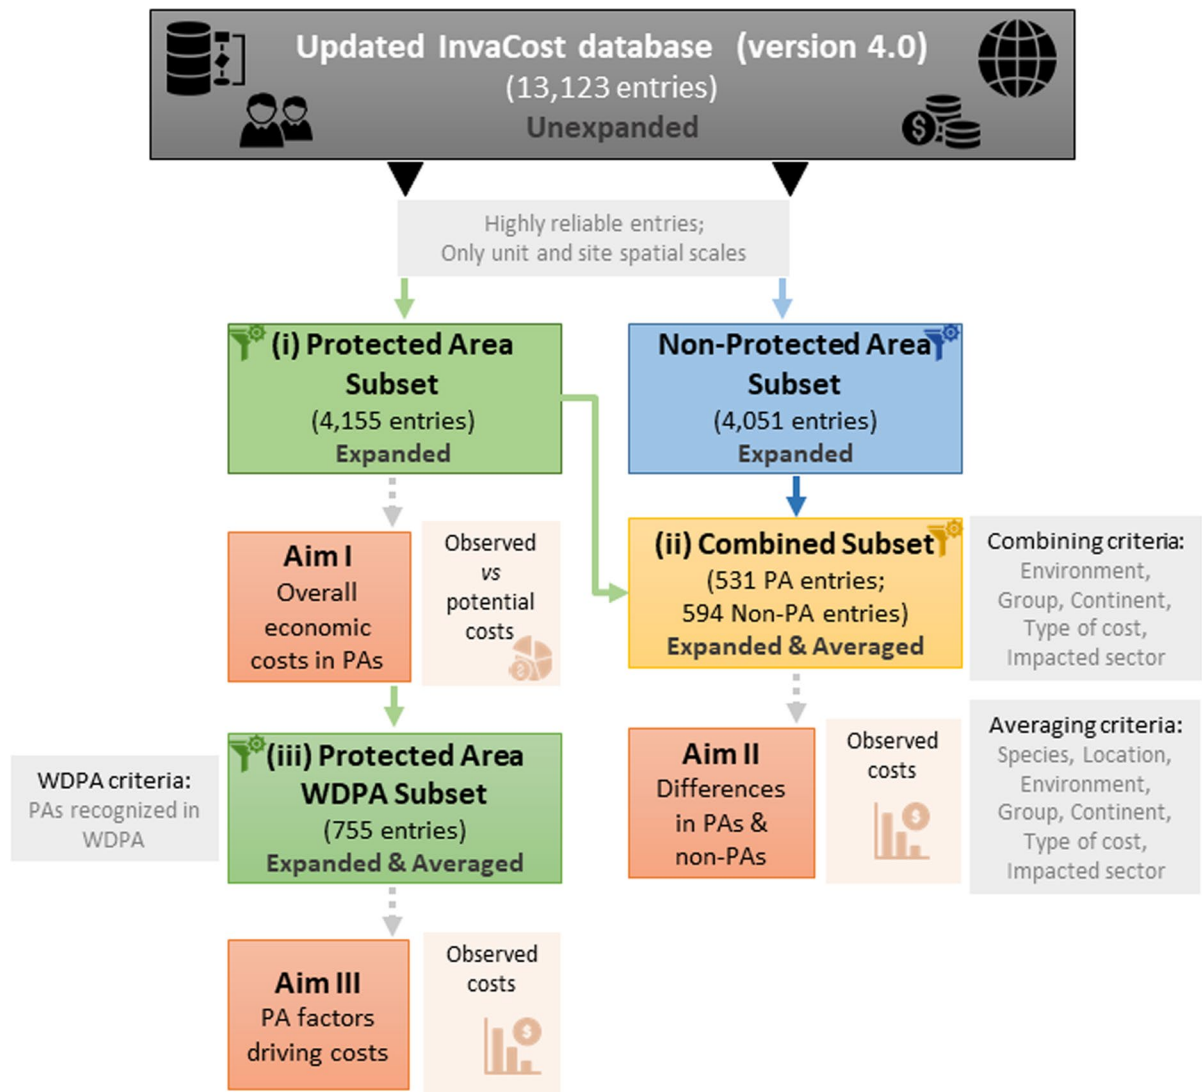 Updated InvaCost database (version 4.0)
(13,123 entries)
Unexpanded
Highly reliable entries;
Only unit and site spatial scales
(i) Protected Area
Subset
(4,155 entries)
Expanded
Non-Protected Area
Subset
(4,051 entries)
Expanded
Aim I
Overall
economic
costs in PAs
Observed
vs
potential
costs
(ii) Combined Subset
(531 PA entries;
594 Non-PA entries)
Expanded & Averaged
Combining criteria:
Environment,
Group, Continent,
Type of cost,
Impacted sector
WDPA criteria:
PAs recognized in
WDPA
(iii) Protected Area
WDPA Subset
(755 entries)
Expanded & Averaged
Aim II
Differences
in PAs &
non-PAs
Observed
costs
Averaging criteria:
Species, Location,
Environment,
Group, Continent,
Type of cost,
Impacted sector
Aim III
PA factors
driving costs
Observed
costs